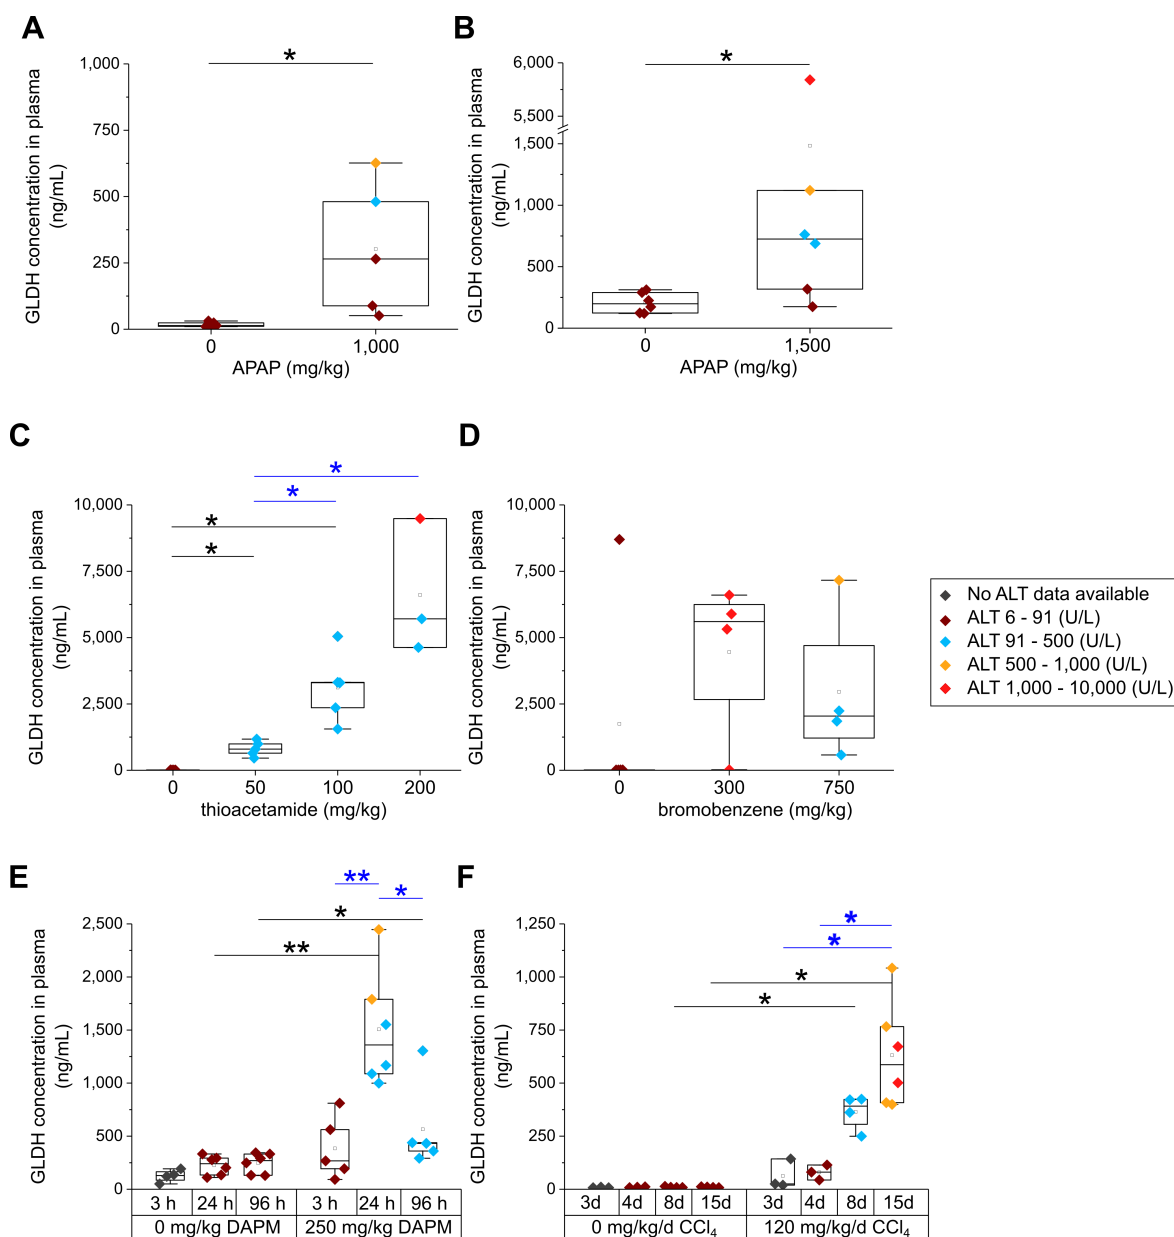 A
GLDH concentration in plasma
(ng/mL)
1,000
750
500
250
0
*
0
1,000
APAP (mg/kg)
B
GLDH concentration in plasma
(ng/mL)
6,000
5,500
1,500
1,000
500
0
*
0
1,500
APAP (mg/kg)
C
GLDH concentration in plasma
(ng/mL)
10,000
7,500
5,000
2,500
0
*
*
*
*
0
50
100
200
thioacetamide (mg/kg)
D
GLDH concentration in plasma
(ng/mL)
10,000
7,500
5,000
2,500
0
0
300
750
bromobenzene (mg/kg)
No ALT data available
ALT 6 - 91 (U/L)
ALT 91 - 500 (U/L)
ALT 500 - 1,000 (U/L)
ALT 1,000 - 10,000 (U/L)
E
GLDH concentration in plasma
(ng/mL)
2,500
2,000
1,500
1,000
500
0
**
*
*
**
3 h 24 h 96 h 3 h 24 h 96 h
0 mg/kg DAPM 250 mg/kg DAPM
F
GLDH concentration in plasma
(ng/mL)
1,250
1,000
750
500
250
0
*
*
*
*
3d 4d 8d 15d 3d 4d 8d 15d
0 mg/kg/d CCl₄ 120 mg/kg/d CCl₄